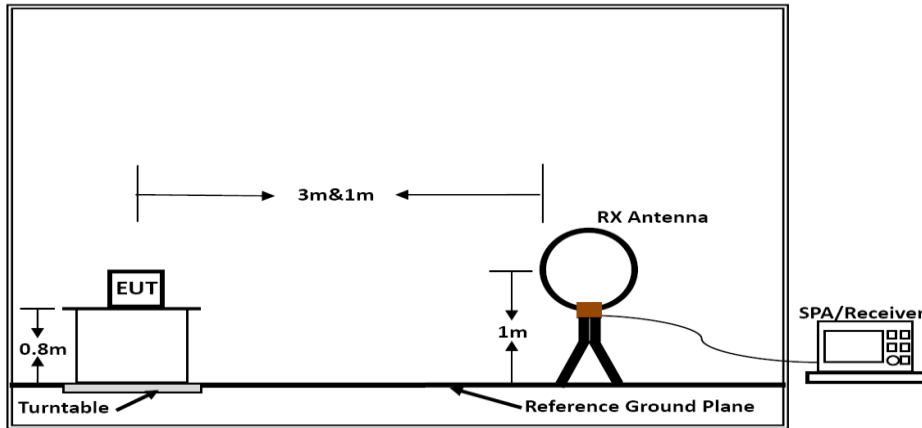 3m&1m
RX Antenna
EUT
SPA/Receiver
0.8m
1m
Turntable
Reference Ground Plane